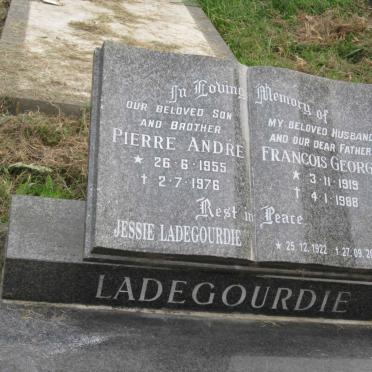 In Loving Memory of
OUR BELOVED SON
AND BROTHER
PIERRE ANDRE
* 26·6·1955
† 2·7·1976
MY BELOVED HUSBAND
AND OUR DEAR FATHER
FRANCOIS GEORG
* 3·11·1919
† 4·1·1988
Rest in Peace
JESSIE LADEGOURDIE
* 25.12.1922 † 27.09.20
LADEGOURDIE